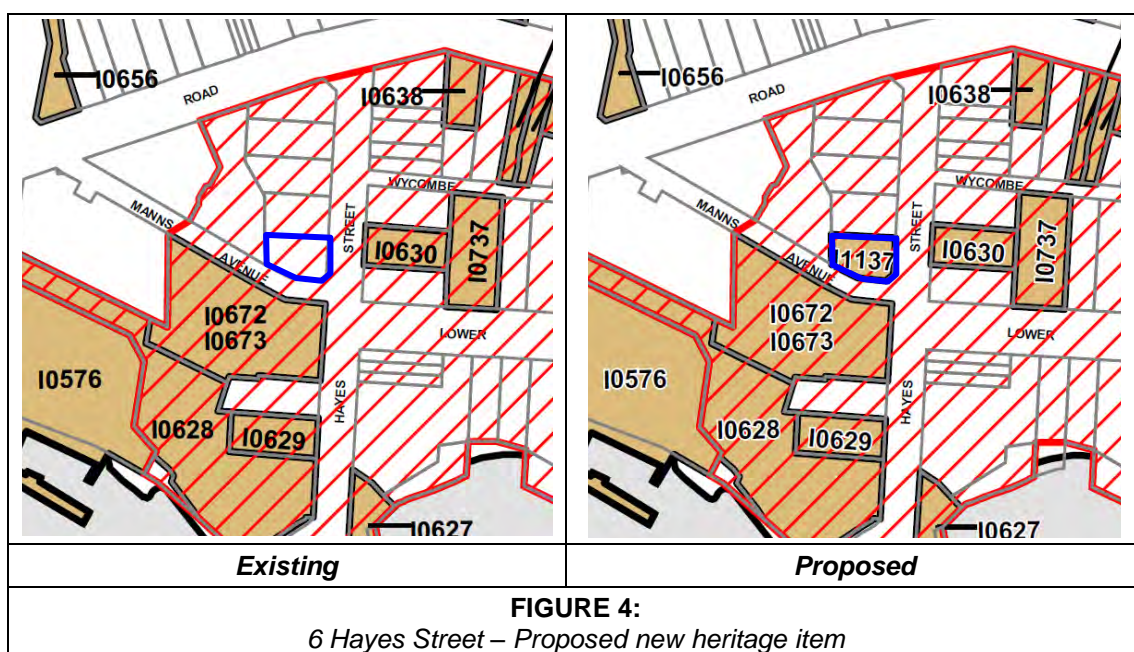 I0656
ROAD
I0638
WYCOMBE
MANNS
STREET
AVENUE
I0630
I0737
I0672
I0673
LOWER
I0576
HAYES
I0628
I0629
I0627
Existing
I0656
ROAD
I0638
WYCOMBE
MANNS
STREET
AVENUE
I1137
I0630
I0737
I0672
I0673
LOWER
I0576
HAYES
I0628
I0629
I0627
Proposed
FIGURE 4:
6 Hayes Street – Proposed new heritage item